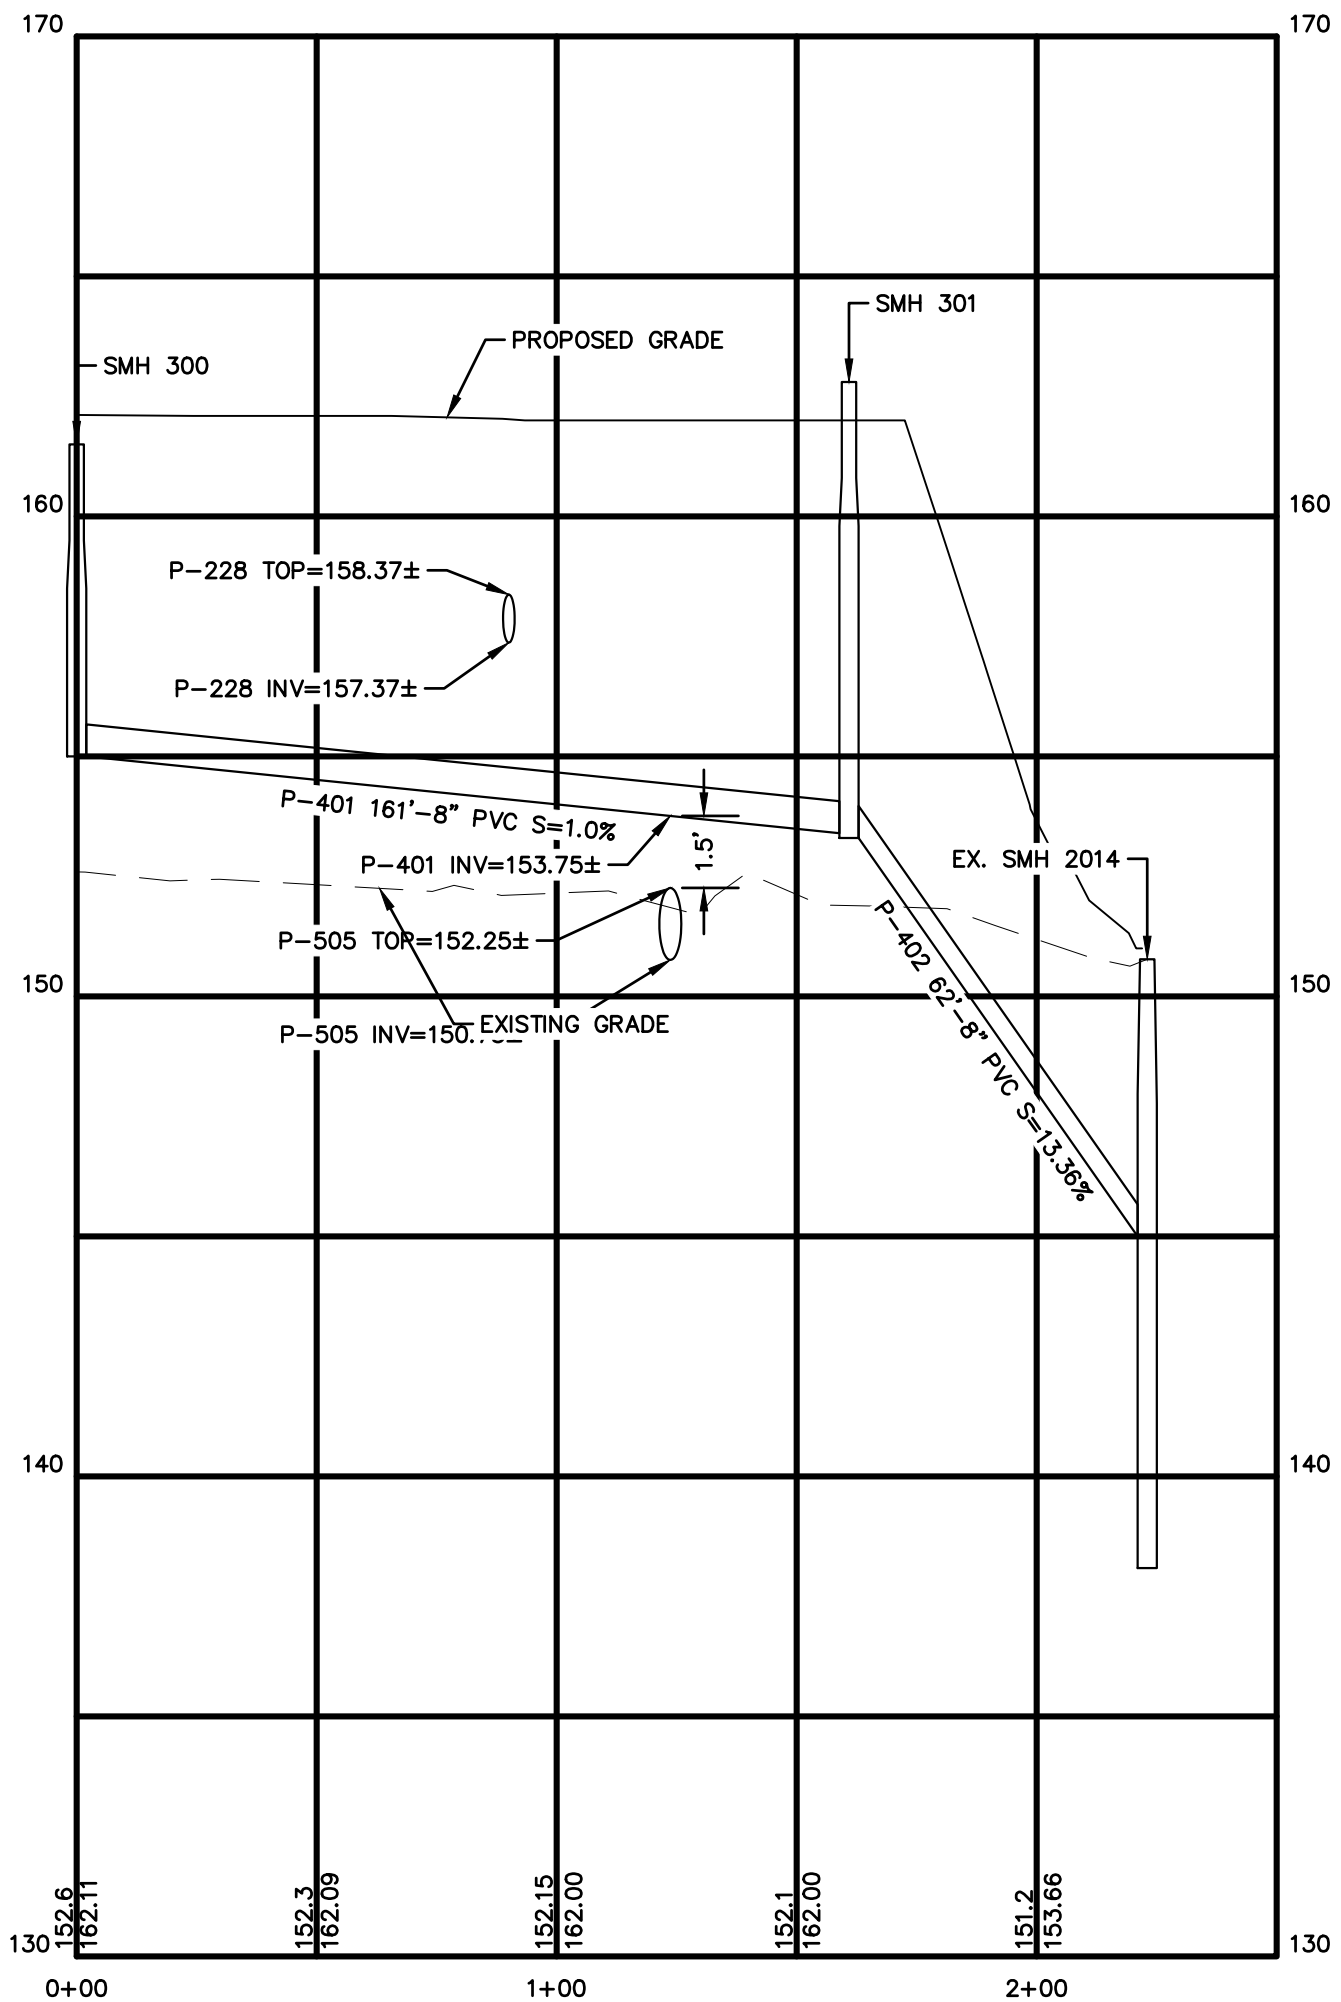 170 170
SMH 301
PROPOSED GRADE
SMH 300
160 160
P-228 TOP=158.37±
P-228 INV=157.37±
P-401 161'-8" PVC S=1.0%
P-401 INV=153.75±
1.5'
EX. SMH 2014
P-505 TOP=152.25±
P-402 62'-8" PVC S=13.36%
150 150
EXISTING GRADE
P-505 INV=150.
140 140
152.6
162.11
152.3
162.09
152.15
162.00
152.1
162.00
151.2
153.66
130 130
0+00 1+00 2+00